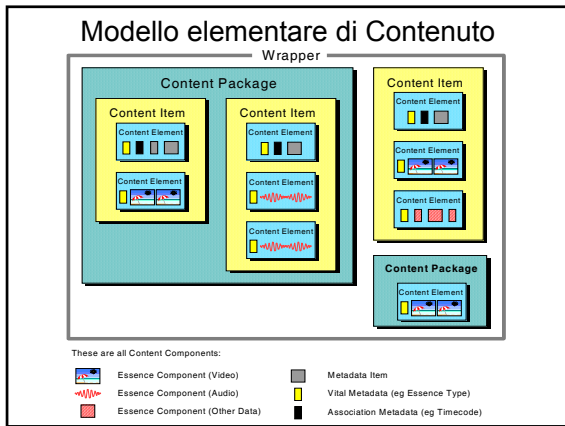 Modello elementare di Contenuto
Wrapper
Content Package
Content Item
Content Element
Content Element
Content Item
Content Element
Content Element
Content Element
Content Item
Content Element
Content Element
Content Element
Content Package
Content Element
These are all Content Components:
Essence Component (Video)
Essence Component (Audio)
Essence Component (Other Data)
Metadata Item
Vital Metadata (eg Essence Type)
Association Metadata (eg Timecode)